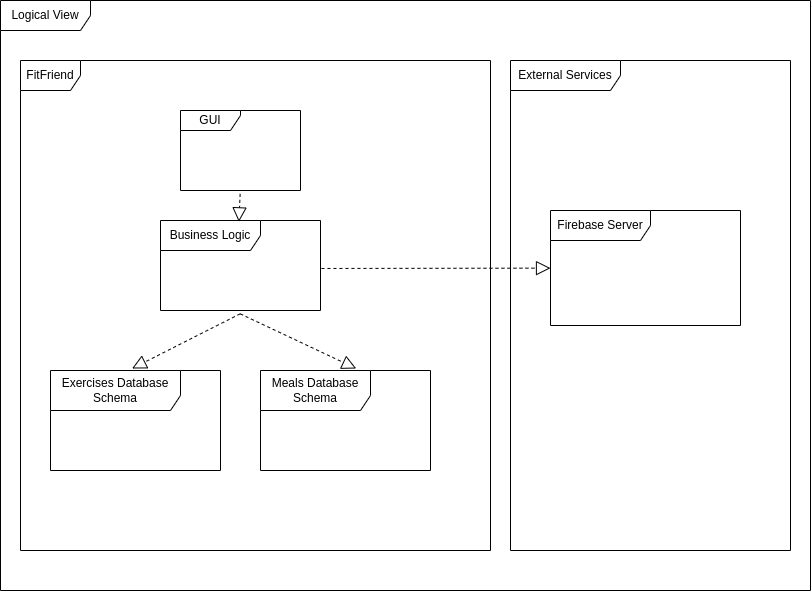 Logical View
FitFriend
External Services
GUI
Business Logic
Firebase Server
Exercises Database
Schema
Meals Database
Schema